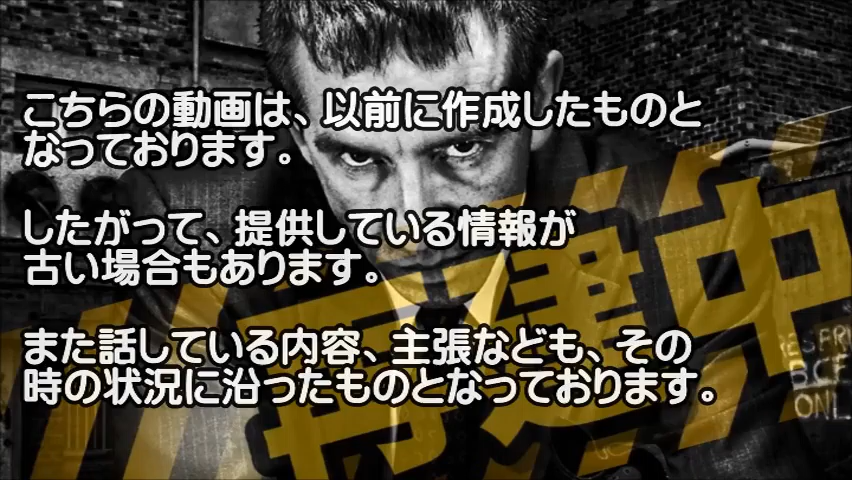 こちらの動画は、以前に作成したものと
なっております。
したがって、提供している情報が
古い場合もあります。
また話している内容、主張なども、その
時の状況に沿ったものとなっております。
再建中
ONL